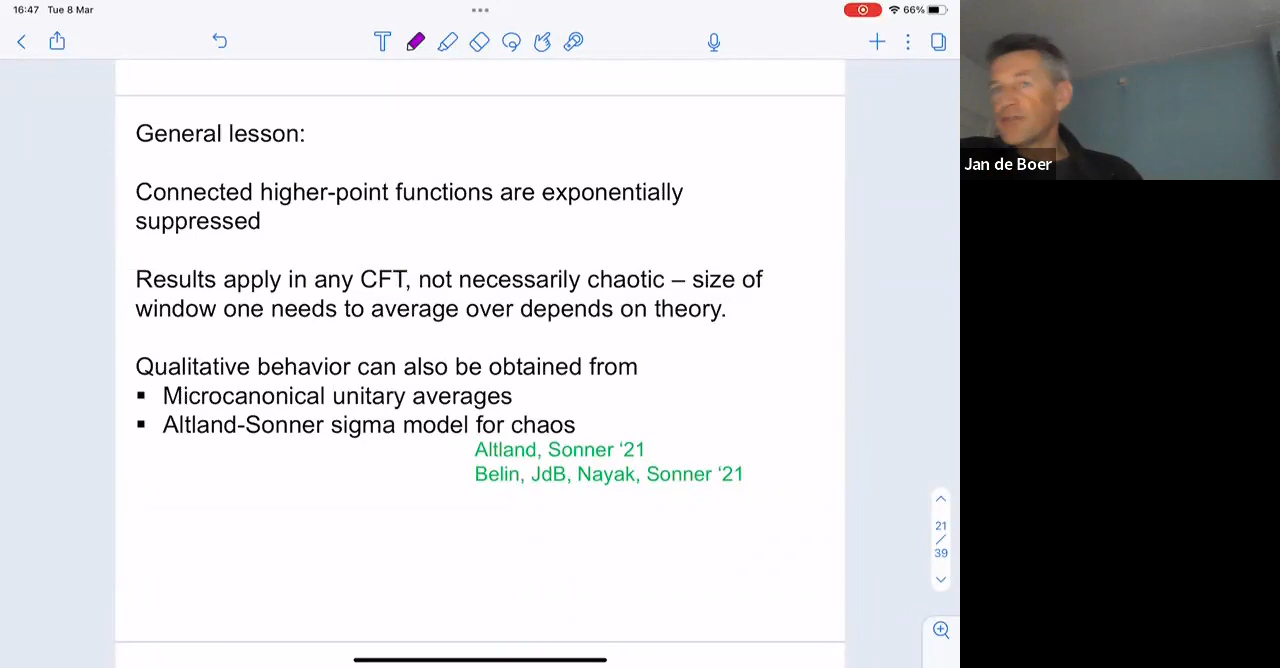 16:47 Tue 8 Mar
66%
General lesson:
Connected higher-point functions are exponentially
suppressed
Results apply in any CFT, not necessarily chaotic – size of
window one needs to average over depends on theory.
Qualitative behavior can also be obtained from
▪ Microcanonical unitary averages
▪ Altland-Sonner sigma model for chaos
Altland, Sonner ‘21
Belin, JdB, Nayak, Sonner ‘21
21
/
39
Jan de Boer